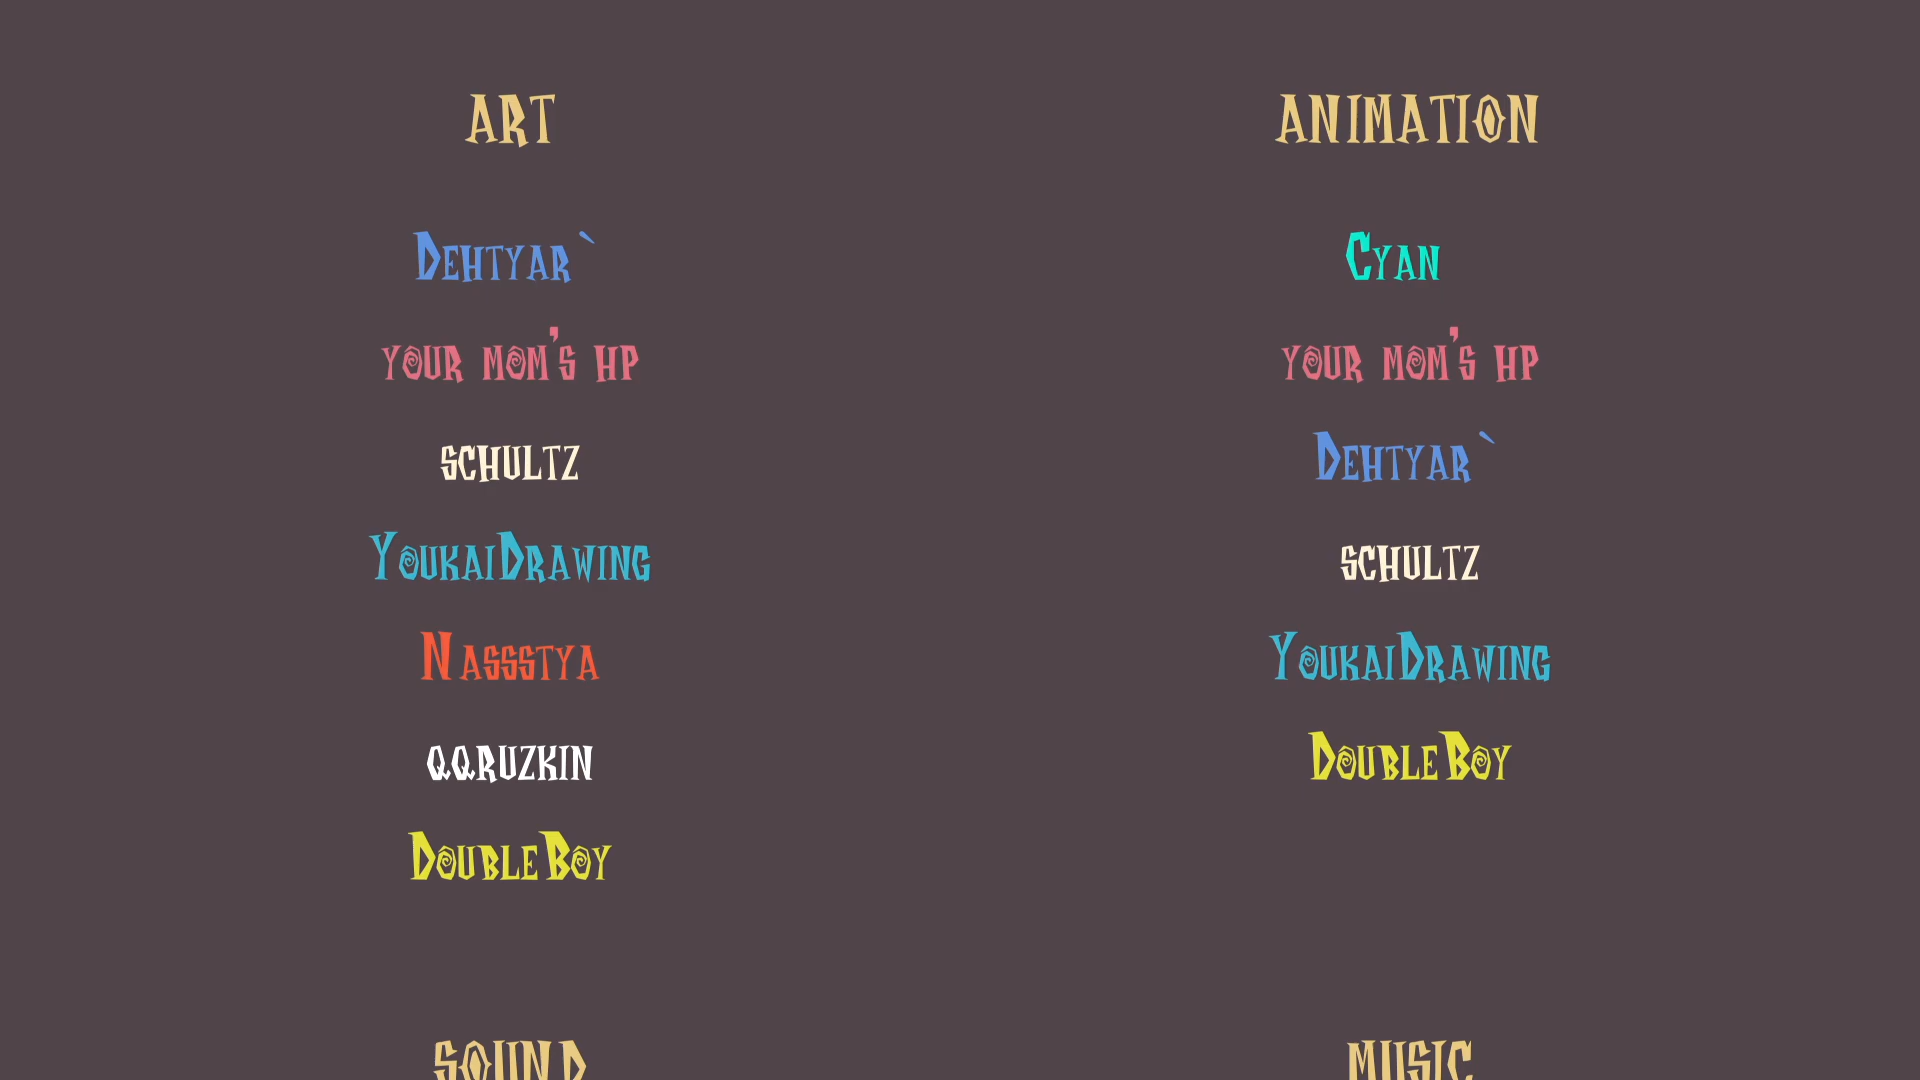 ART
Dehtyar`
your mom's hp
schultz
YoukaiDrawing
Nassstya
qqruzkin
DoubleBoy
ANIMATION
Cyan
your mom's hp
Dehtyar`
schultz
YoukaiDrawing
DoubleBoy
SOUND
MUSIC